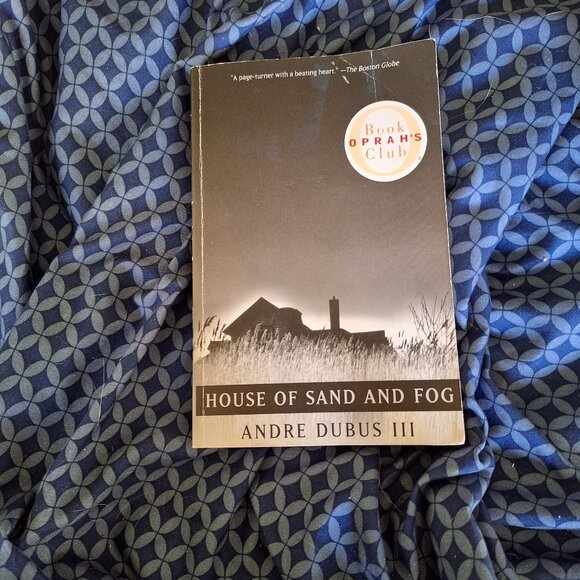 "A page-turner with a beating heart." —The Boston Globe
Book
OPRAH'S
Club
HOUSE OF SAND AND FOG
ANDRE DUBUS III